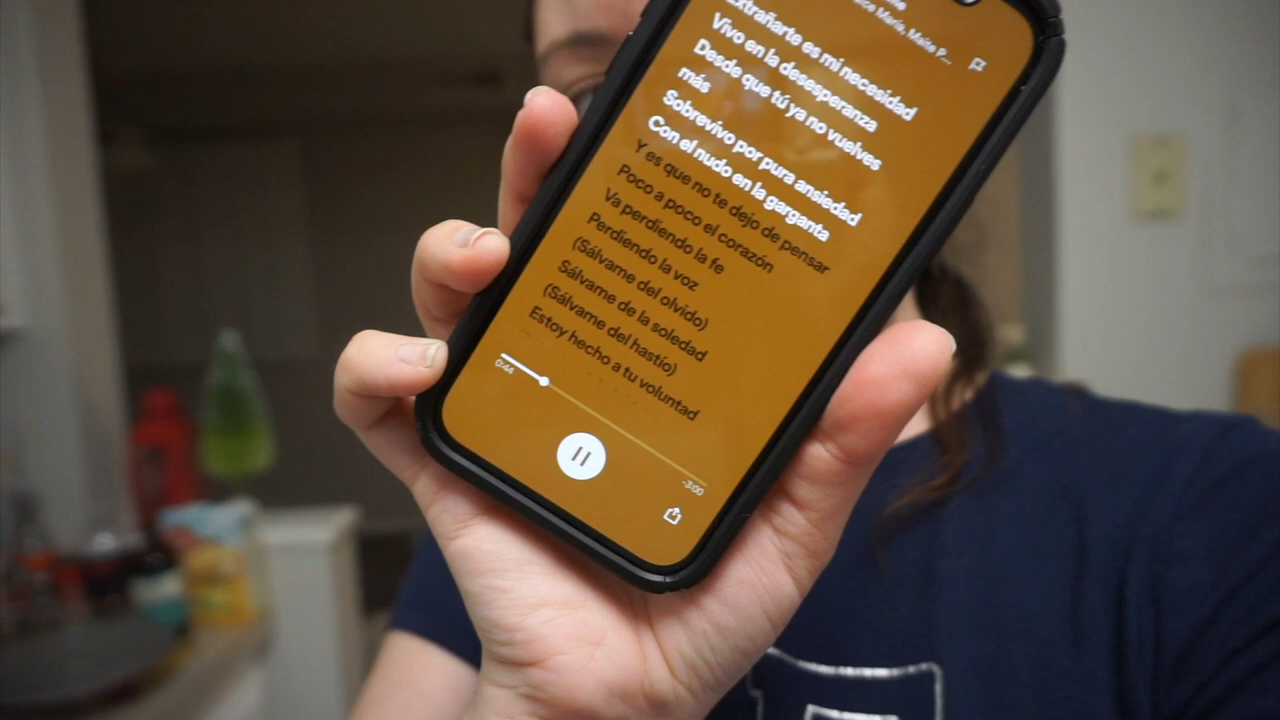 ce María, Maite P...
Extrañarte es mi necesidad
Vivo en la desesperanza
Desde que tú ya no vuelves
más
Sobrevivo por pura ansiedad
Con el nudo en la garganta
Y es que no te dejo de pensar
Poco a poco el corazón
Va perdiendo la fe
Perdiendo la voz
(Sálvame del olvido)
Sálvame de la soledad
(Sálvame del hastío)
Estoy hecho a tu voluntad
0:44
-3:00